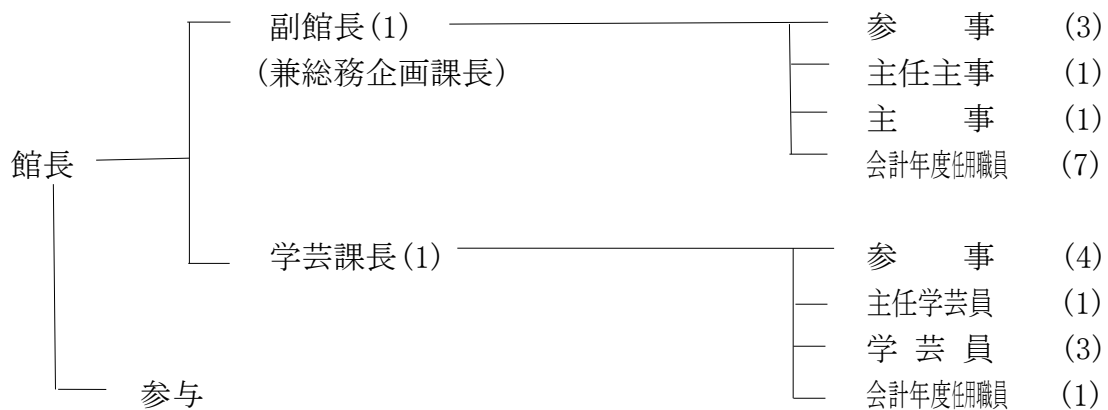 副館長(1) 参事 (3)
(兼総務企画課長) 主任主事 (1)
主事 (1)
館長 会計年度任用職員 (7)
学芸課長(1) 参事 (4)
主任学芸員 (1)
学芸員 (3)
参与 会計年度任用職員 (1)